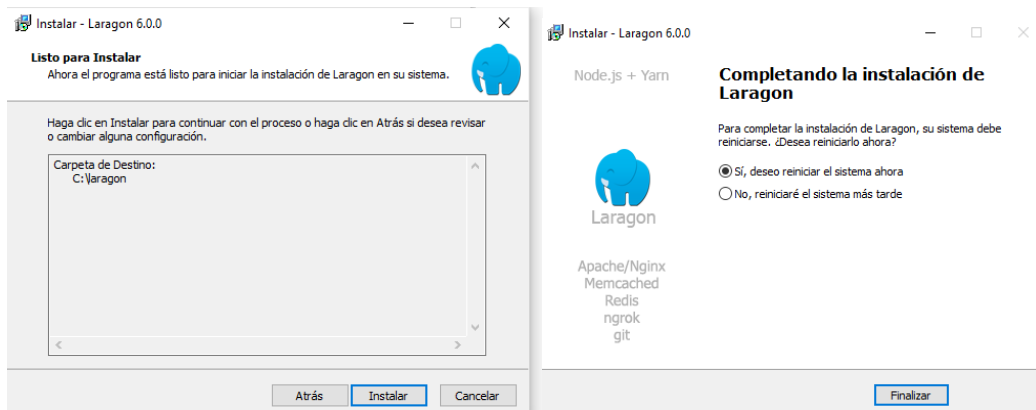 Instalar - Laragon 6.0.0
Listo para Instalar
Ahora el programa está listo para iniciar la instalación de Laragon en su sistema.
Haga clic en Instalar para continuar con el proceso o haga clic en Atrás si desea revisar
o cambiar alguna configuración.
Carpeta de Destino:
C:\laragon
Atrás
Instalar
Cancelar
Instalar - Laragon 6.0.0
Node.js + Yarn
Laragon
Apache/Nginx
Memcached
Redis
ngrok
git
Completando la instalación de
Laragon
Para completar la instalación de Laragon, su sistema debe
reiniciarse. ¿Desea reiniciarlo ahora?
Sí, deseo reiniciar el sistema ahora
No, reiniciaré el sistema más tarde
Finalizar